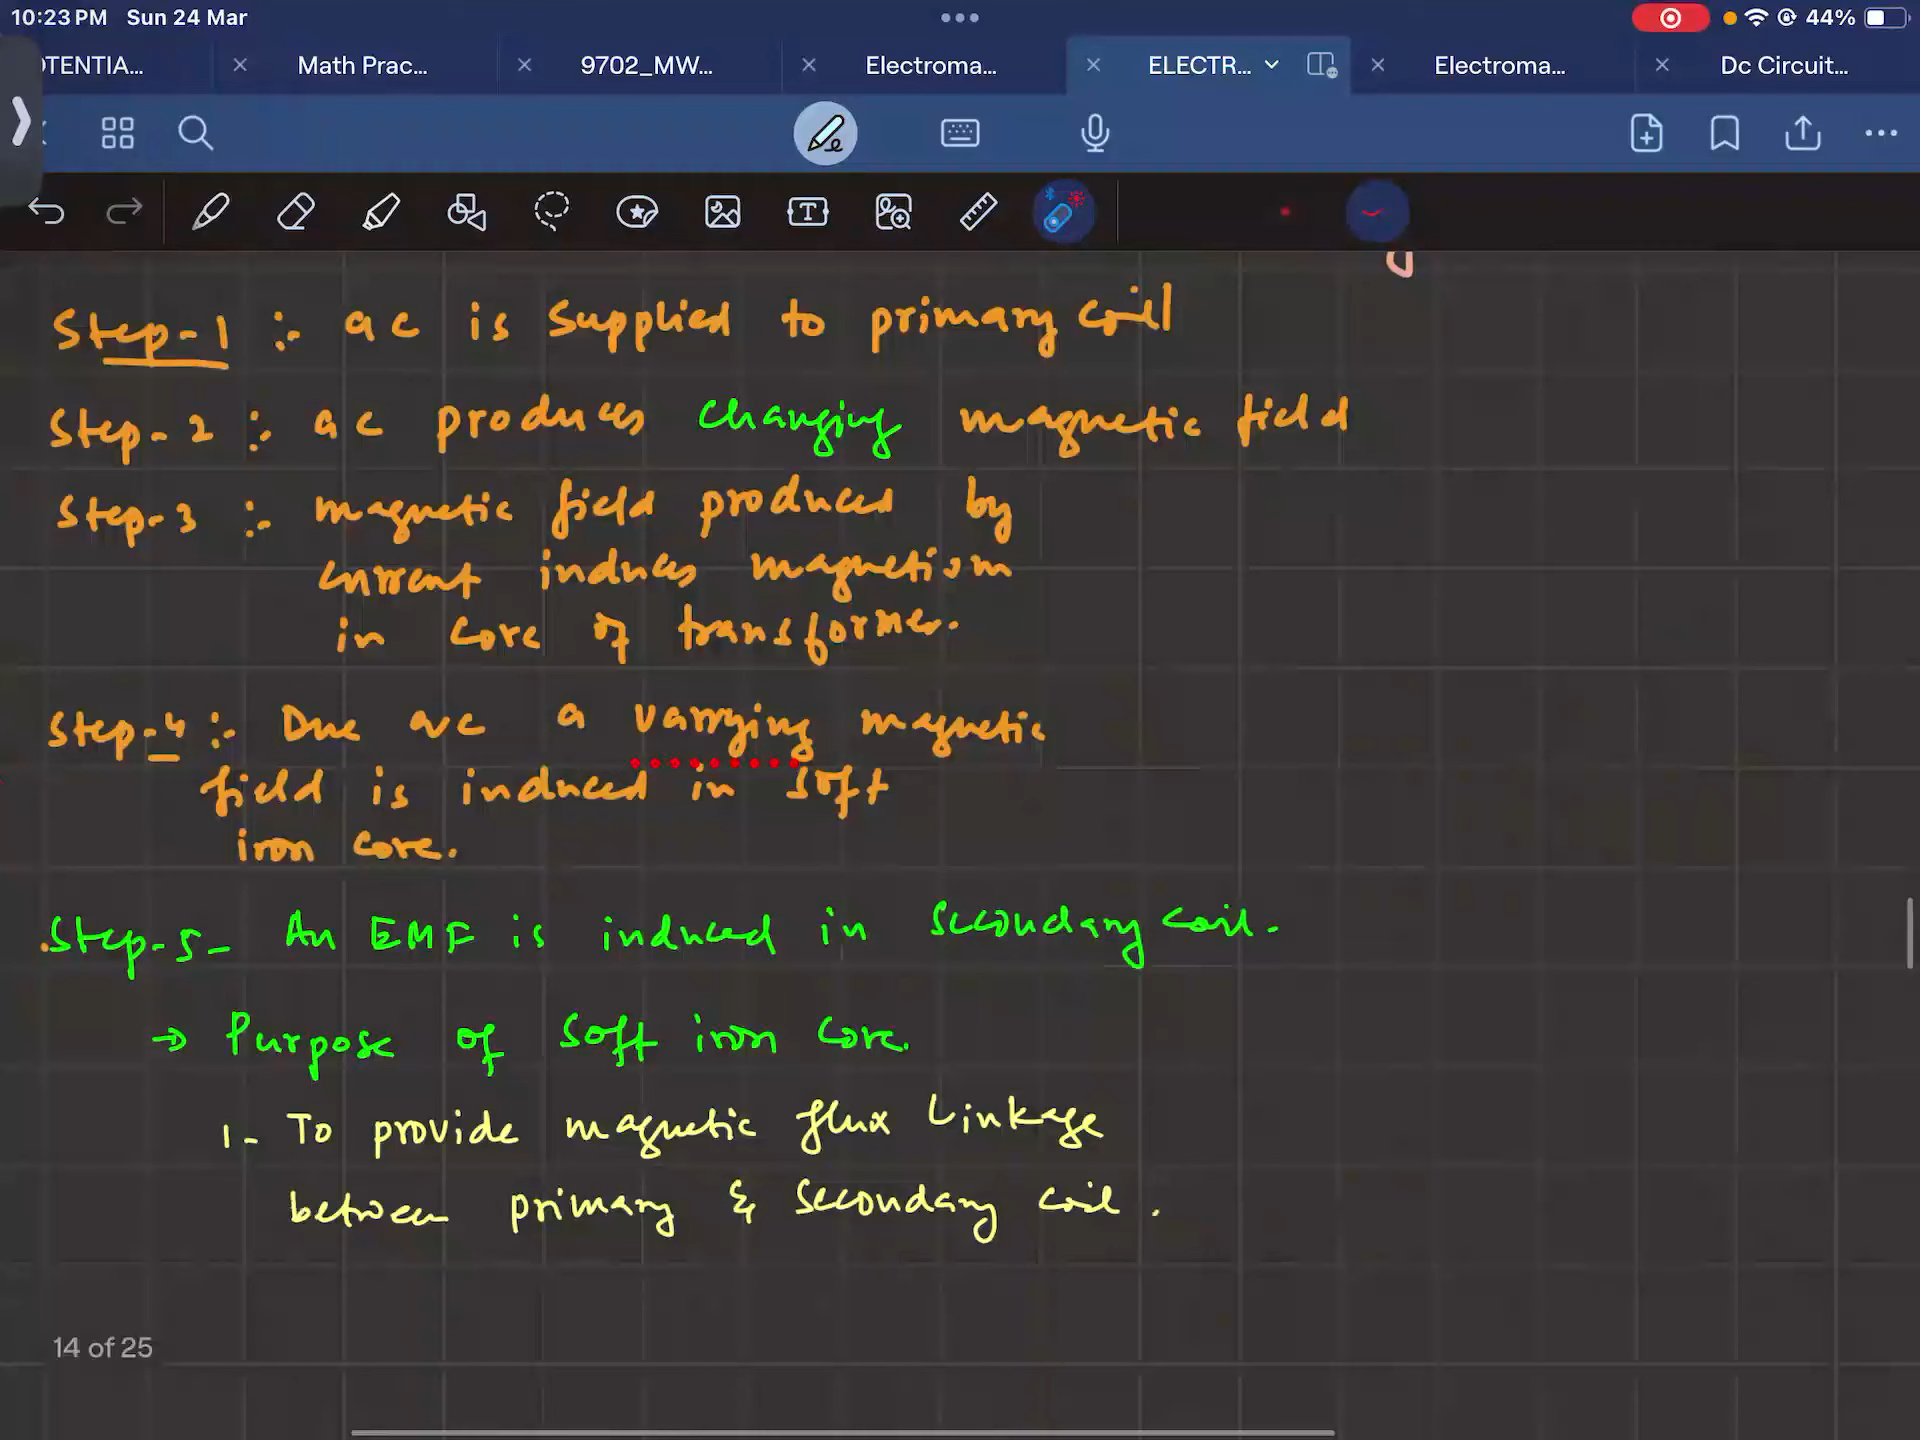 10:23 PM Sun 24 Mar
44%
OTENTIA...
Math Prac...
9702_MW...
Electroma...
ELECTR...
Electroma...
Dc Circuit...
Step-1 :- ac is supplied to primary coil
Step-2 :- ac produces changing magnetic field
Step-3 :- magnetic field produced by
current induces magnetism
in core of transformer.
Step-4 :- Due a/c a varrying magnetic
field is induced in soft
iron core.
Step-5- An EMF is induced in secondary coil.
→ Purpose of soft iron core.
1- To provide magnetic flux Linkage
between primary & secondary coil.
14 of 25